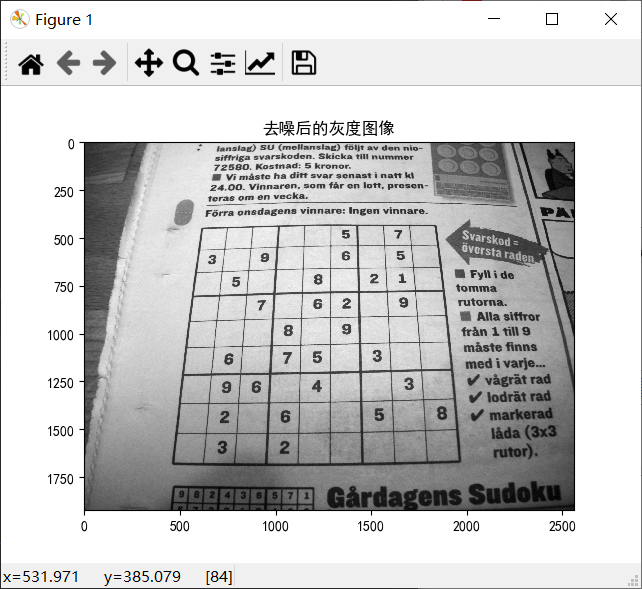 Figure 1
去噪后的灰度图像
0
250
500
750
1000
1250
1500
1750
0 500 1000 1500 2000 2500
lanslag) SU (mellanslag) följt av den nio-
siffriga svarskoden. Skicka till nummer
72580. Kostnad: 5 kronor.
Vi måste ha ditt svar senast i natt kl
24.00. Vinnaren, som får en lott, presen-
teras om en vecka.
Förra onsdagens vinnare: Ingen vinnare.
5 7
3 9 6 5
5 8 2 1
7 6 2 9
8 9
6 7 5 3
9 6 4 3
2 6 5 8
3 2
Svarskod =
översta raden
Fyll i de
tomma
rutorna.
Alla siffror
från 1 till 9
måste finns
med i varje...
✔ vågrät rad
✔ lodrät rad
✔ markerad
låda (3x3
rutor).
9 8 2 4 3 6 5 7 1
Gårdagens Sudoku
x=531.971 y=385.079 [84]